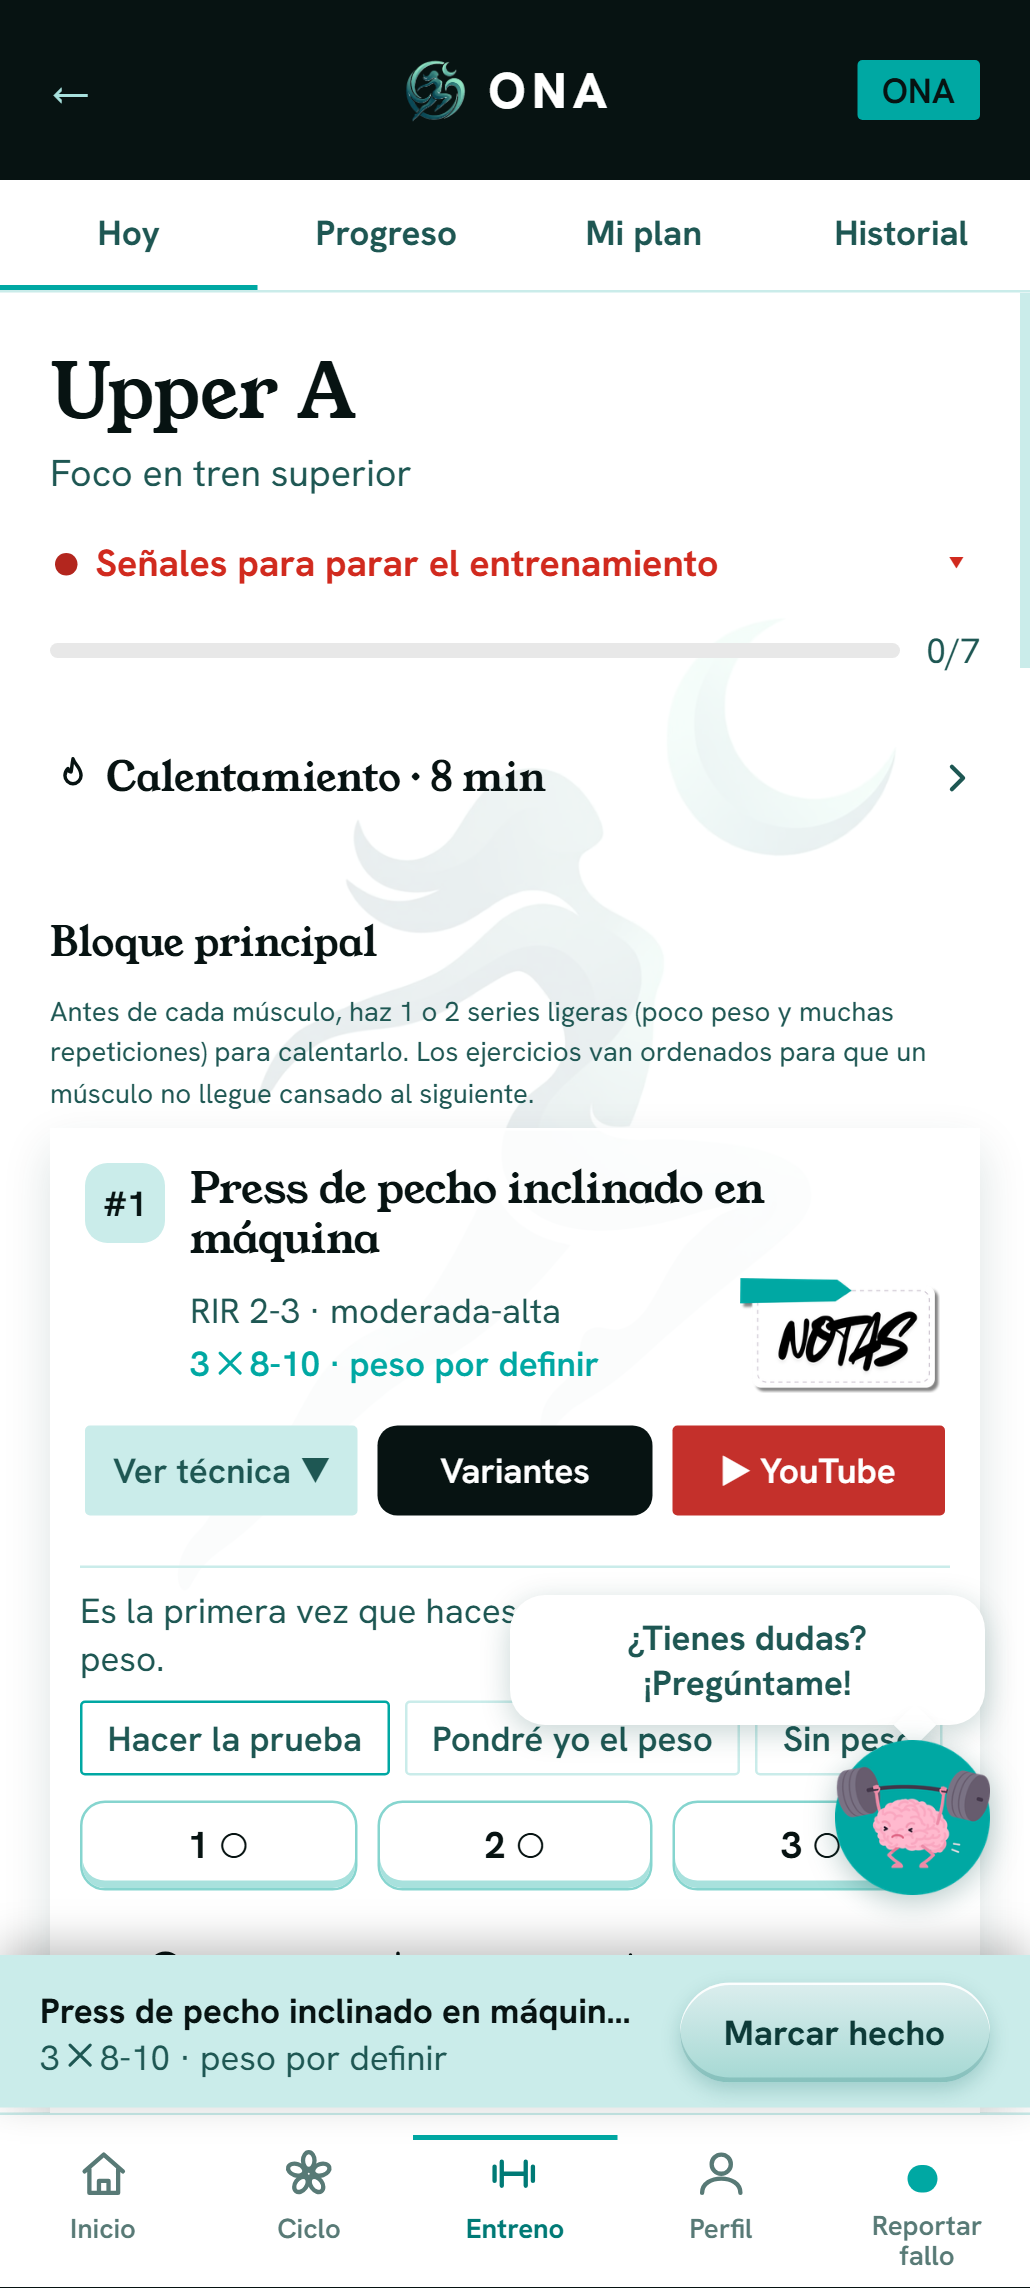 ←
ONA
ONA
Hoy
Progreso
Mi plan
Historial
Upper A
Foco en tren superior
Señales para parar el entrenamiento
0/7
Calentamiento · 8 min
Bloque principal
Antes de cada músculo, haz 1 o 2 series ligeras (poco peso y muchas
repeticiones) para calentarlo. Los ejercicios van ordenados para que un
músculo no llegue cansado al siguiente.
#1
Press de pecho inclinado en
máquina
RIR 2-3 · moderada-alta
3×8-10 · peso por definir
NOTAS
Ver técnica ▼
Variantes
▶ YouTube
Es la primera vez que haces
peso.
¿Tienes dudas?
¡Pregúntame!
Hacer la prueba
Pondré yo el peso
Sin peso
1 ○
2 ○
3 ○
Press de pecho inclinado en máquin...
3×8-10 · peso por definir
Marcar hecho
Inicio
Ciclo
Entreno
Perfil
Reportar
fallo